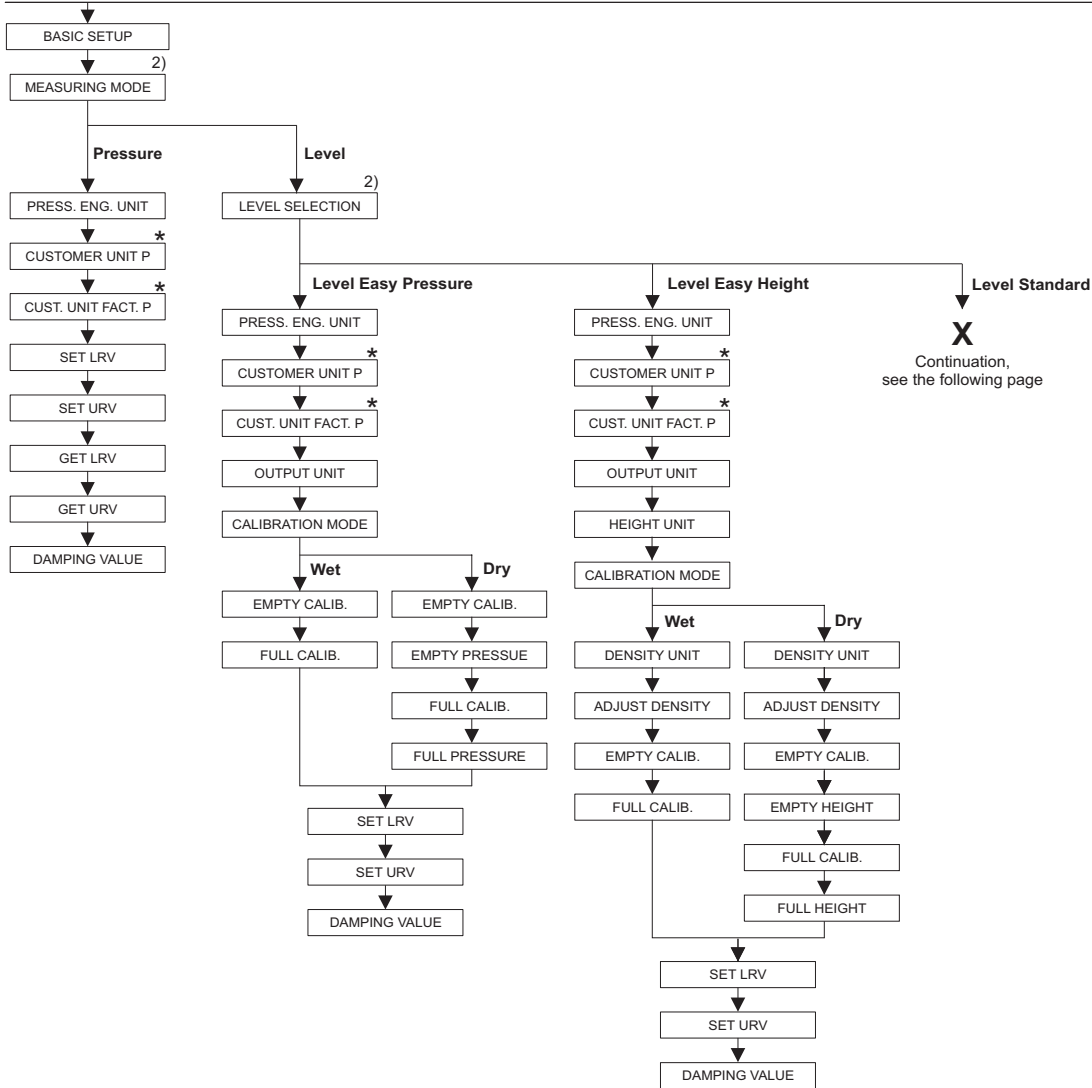 BASIC SETUP
2)
MEASURING MODE
Pressure
PRESS. ENG. UNIT
*
CUSTOMER UNIT P
*
CUST. UNIT FACT. P
SET LRV
SET URV
GET LRV
GET URV
DAMPING VALUE
Level
2)
LEVEL SELECTION
Level Easy Pressure
PRESS. ENG. UNIT
*
CUSTOMER UNIT P
*
CUST. UNIT FACT. P
OUTPUT UNIT
CALIBRATION MODE
Wet
EMPTY CALIB.
FULL CALIB.
Dry
EMPTY CALIB.
EMPTY PRESSUE
FULL CALIB.
FULL PRESSURE
SET LRV
SET URV
DAMPING VALUE
Level Easy Height
PRESS. ENG. UNIT
*
CUSTOMER UNIT P
*
CUST. UNIT FACT. P
OUTPUT UNIT
HEIGHT UNIT
CALIBRATION MODE
Wet
DENSITY UNIT
ADJUST DENSITY
EMPTY CALIB.
FULL CALIB.
Dry
DENSITY UNIT
ADJUST DENSITY
EMPTY CALIB.
EMPTY HEIGHT
FULL CALIB.
FULL HEIGHT
SET LRV
SET URV
DAMPING VALUE
Level Standard
X
Continuation,
see the following page